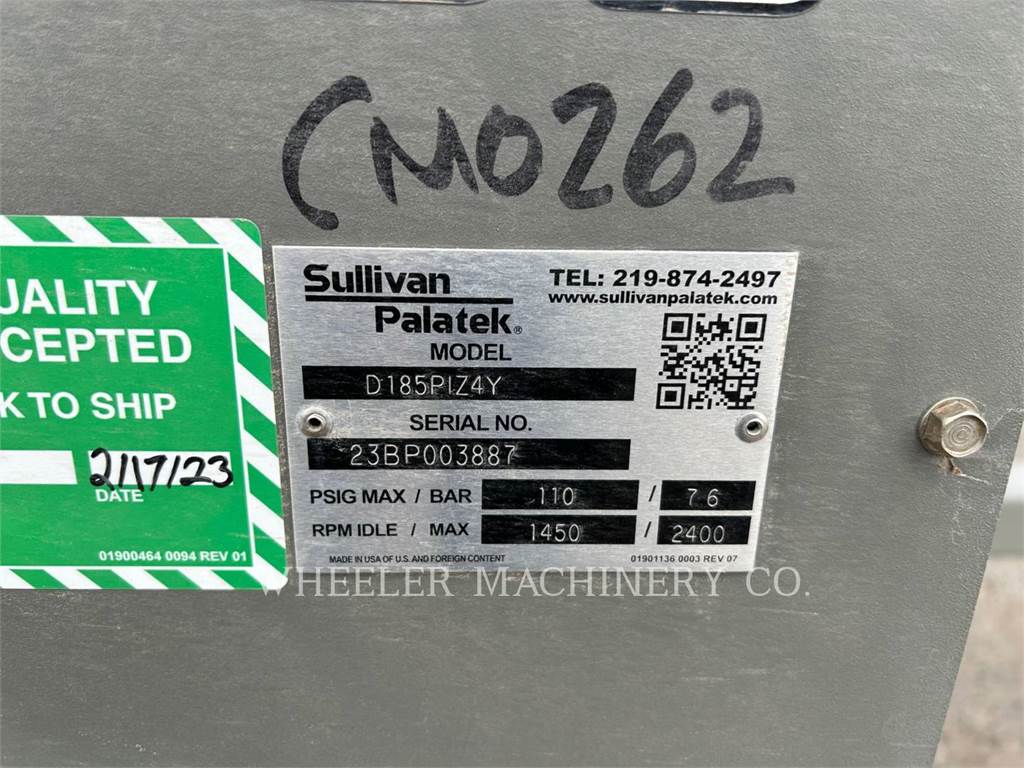 CM0262
UALITY
CCEPTED
K TO SHIP
2/17/23
DATE
01900464 0094 REV 01
Sullivan
Palatek®
TEL: 219-874-2497
www.sullivanpalatek.com
MODEL
D185PIZ4Y
SERIAL NO.
23BP003887
PSIG MAX / BAR 110 / 7 6
RPM IDLE / MAX 1450 / 2400
MADE IN USA OF U.S. AND FOREIGN CONTENT 01901136 0003 REV 07
WHEELER MACHINERY CO.